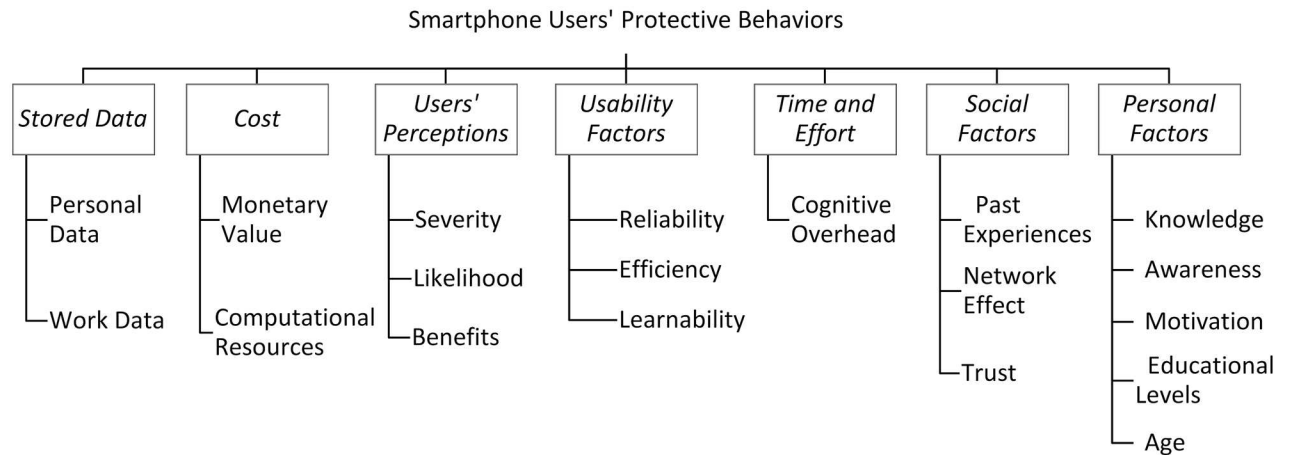 Smartphone Users' Protective Behaviors
Stored Data
Personal
Data
Work Data
Cost
Monetary
Value
Computational
Resources
Users'
Perceptions
Severity
Likelihood
Benefits
Usability
Factors
Reliability
Efficiency
Learnability
Time and
Effort
Cognitive
Overhead
Social
Factors
Past
Experiences
Network
Effect
Trust
Personal
Factors
Knowledge
Awareness
Motivation
Educational
Levels
Age